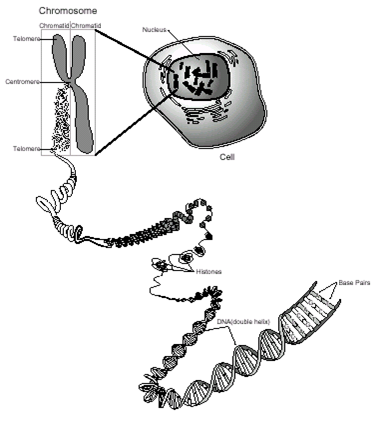 Chromosome
Chromatid Chromatid
Nucleus
Telomere
Centromere
Telomere
Cell
Histones
Base Pairs
DNA(double helix)